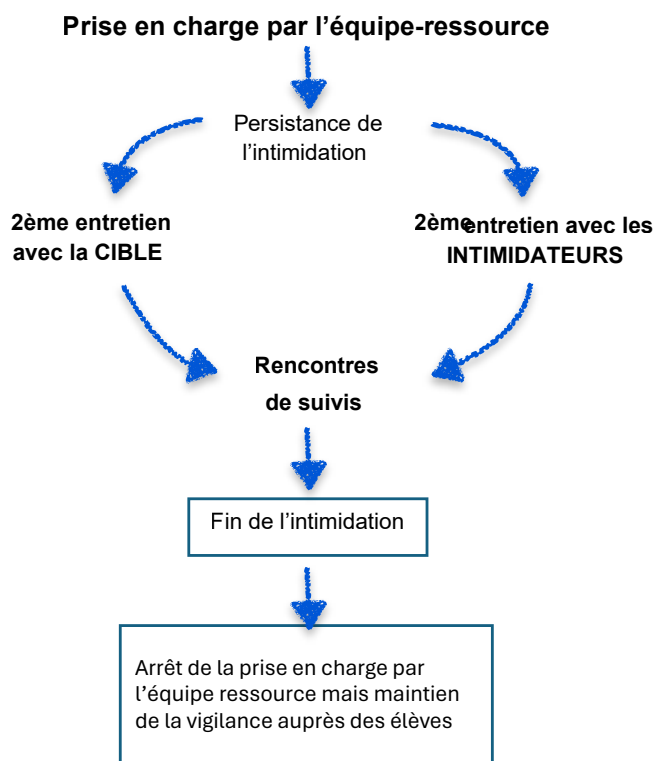 Prise en charge par l’équipe-ressource
Persistance de
l’intimidation
2ème entretien
avec la CIBLE
2ème entretien avec les
INTIMIDATEURS
Rencontres
de suivis
Fin de l’intimidation
Arrêt de la prise en charge par
l’équipe ressource mais maintien
de la vigilance auprès des élèves